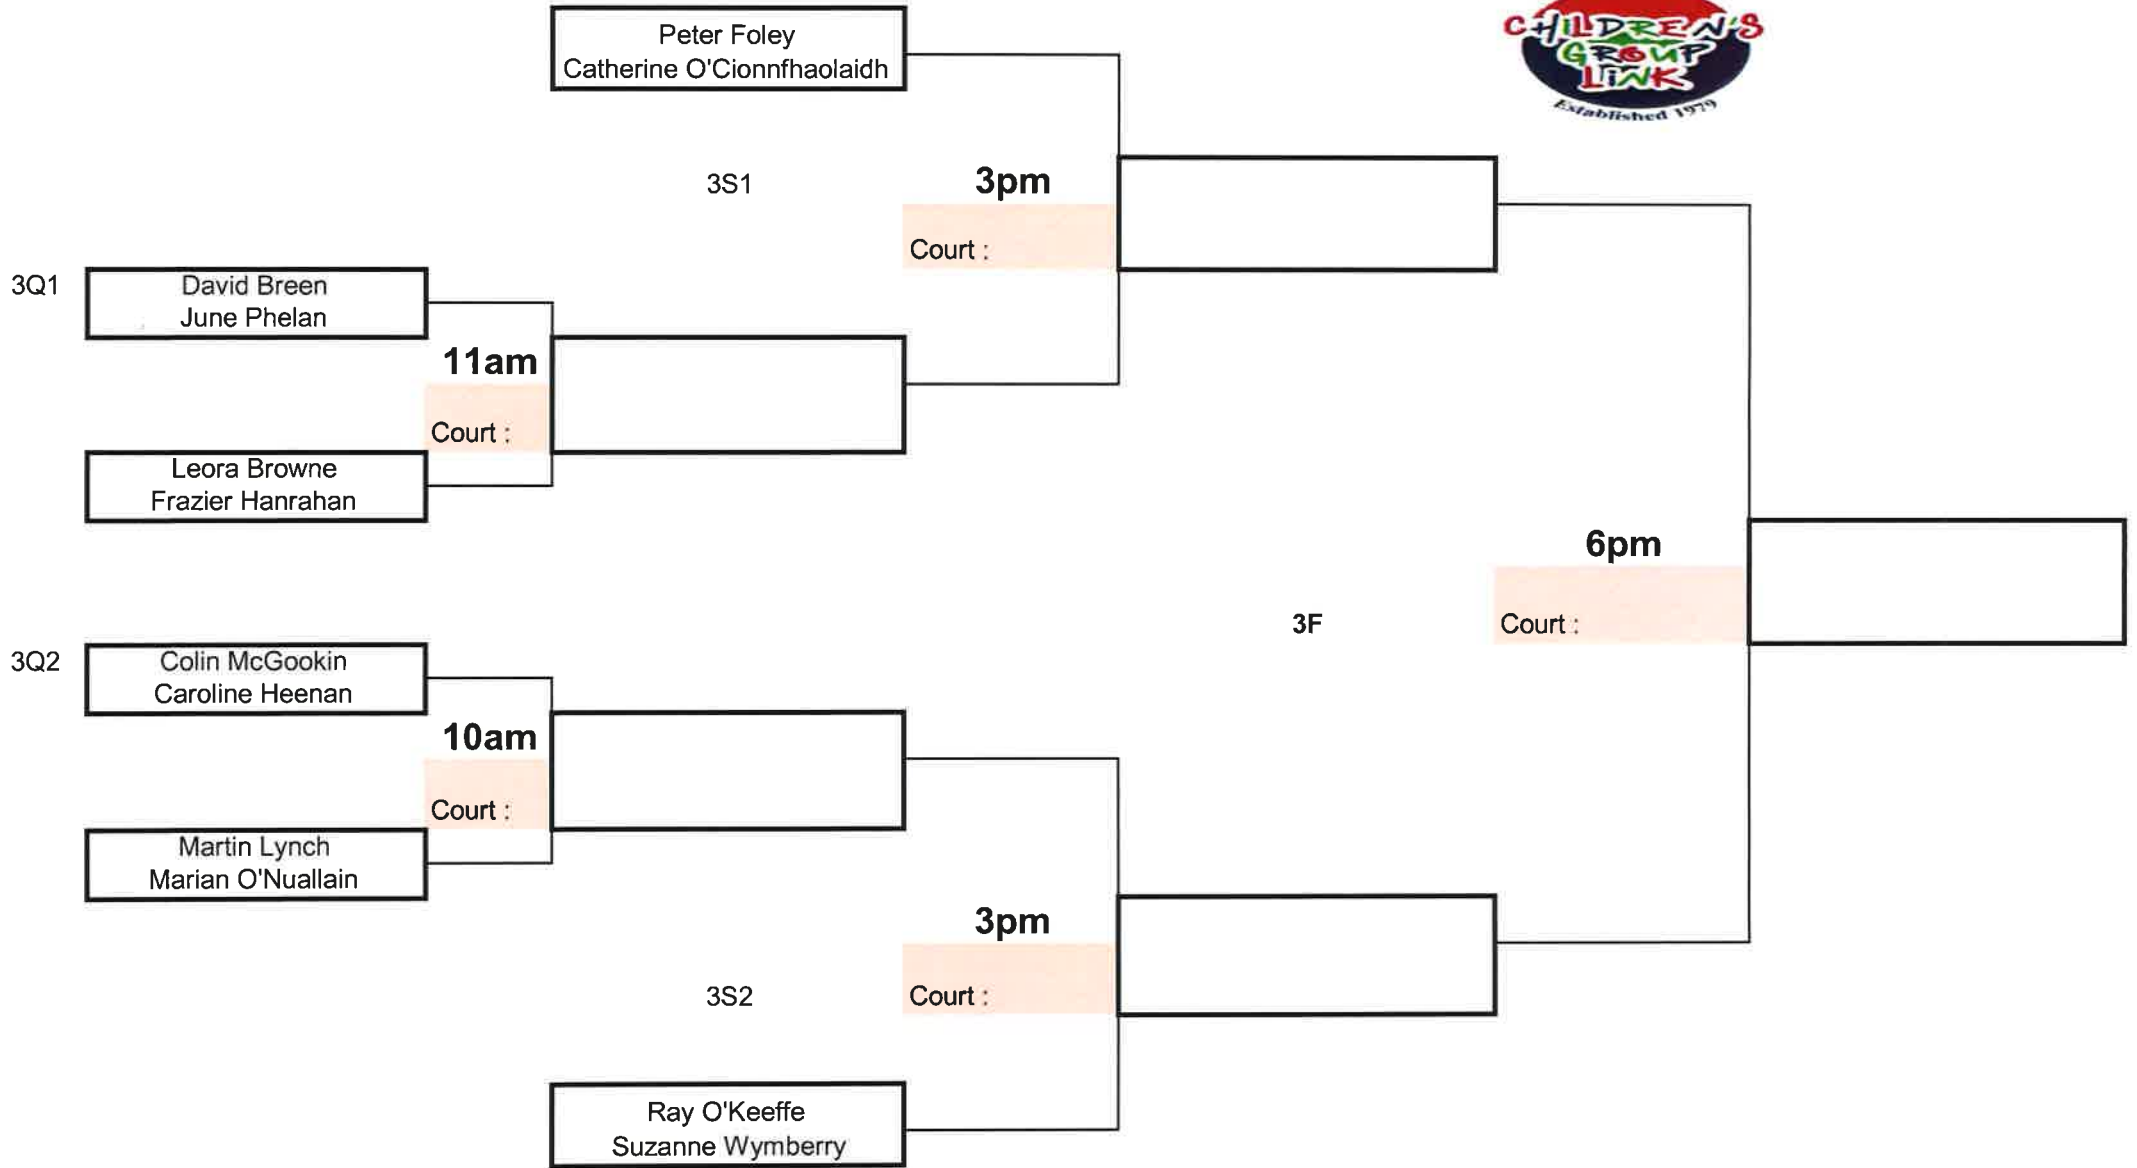 Peter Foley
Catherine O'Cionnfhaolaidh
CHILDREN'S
GROUP
LINK
Established 1979
3S1
3pm
Court :
3Q1
David Breen
June Phelan
11am
Court :
Leora Browne
Frazier Hanrahan
6pm
3F
Court :
3Q2
Colin McGookin
Caroline Heenan
10am
Court :
Martin Lynch
Marian O'Nuallain
3pm
3S2
Court :
Ray O'Keeffe
Suzanne Wymberry